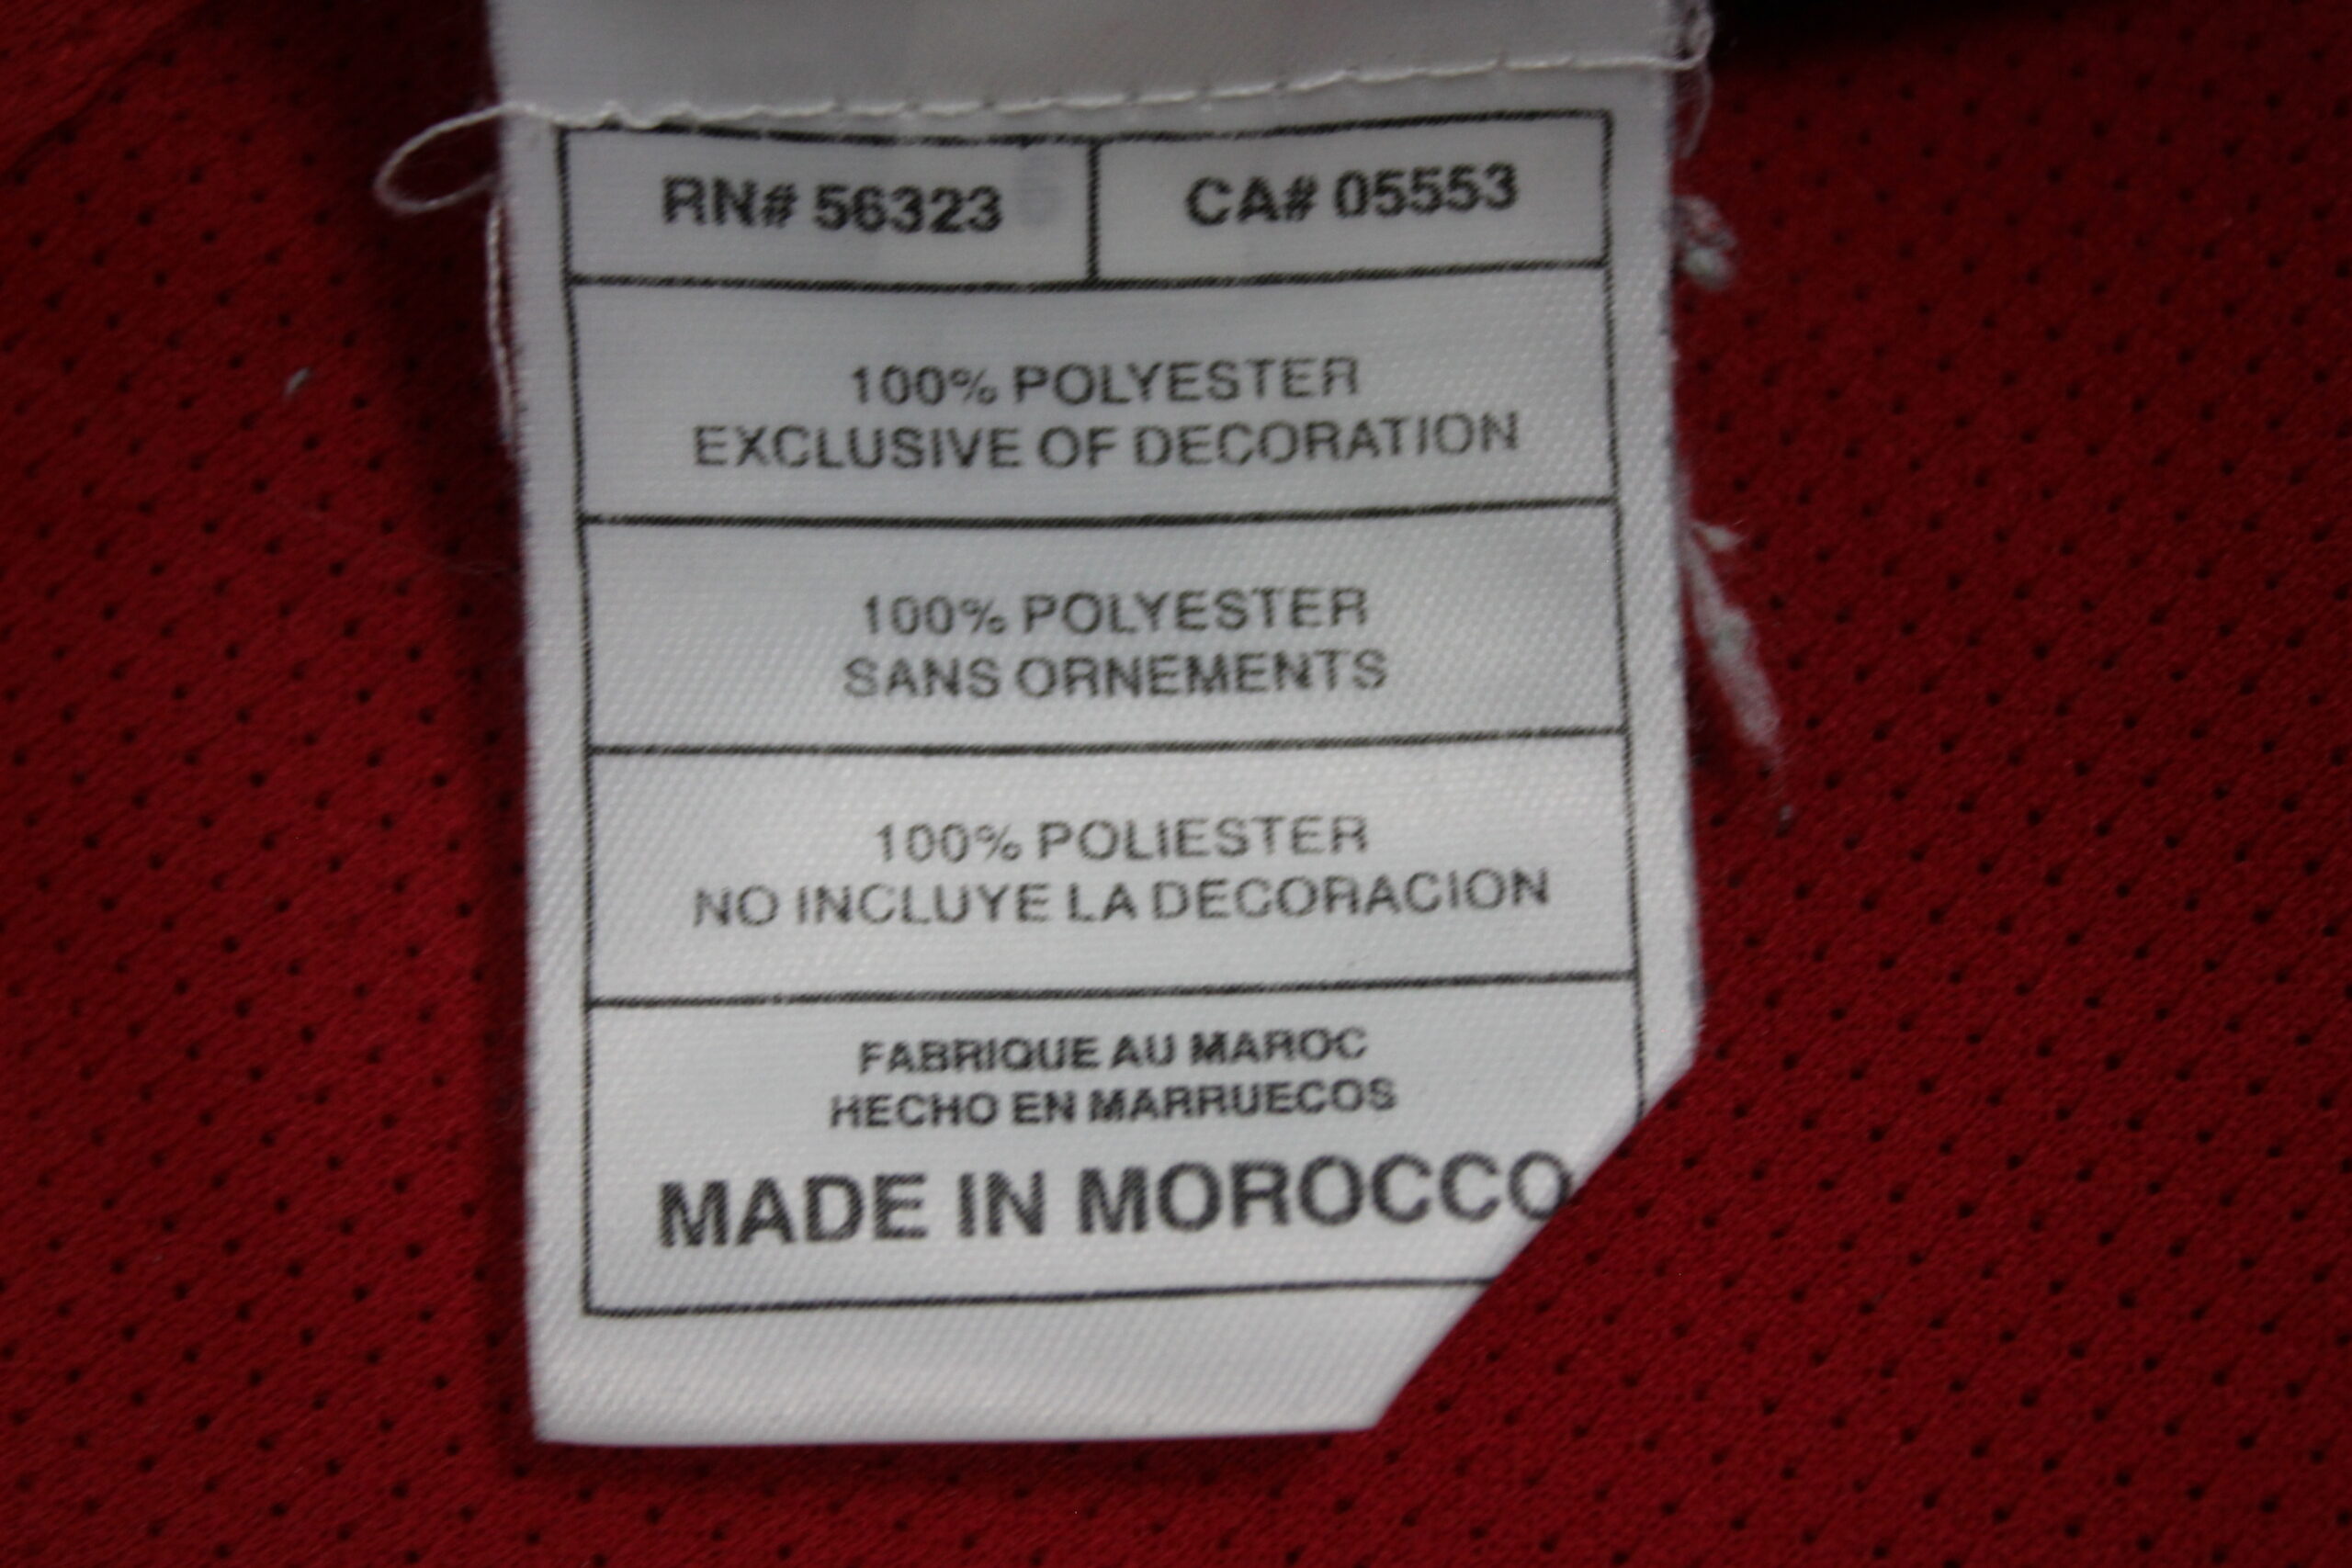 RN# 56323 CA# 05553
100% POLYESTER
EXCLUSIVE OF DECORATION
100% POLYESTER
SANS ORNEMENTS
100% POLIESTER
NO INCLUYE LA DECORACION
FABRIQUE AU MAROC
HECHO EN MARRUECOS
MADE IN MOROCCO